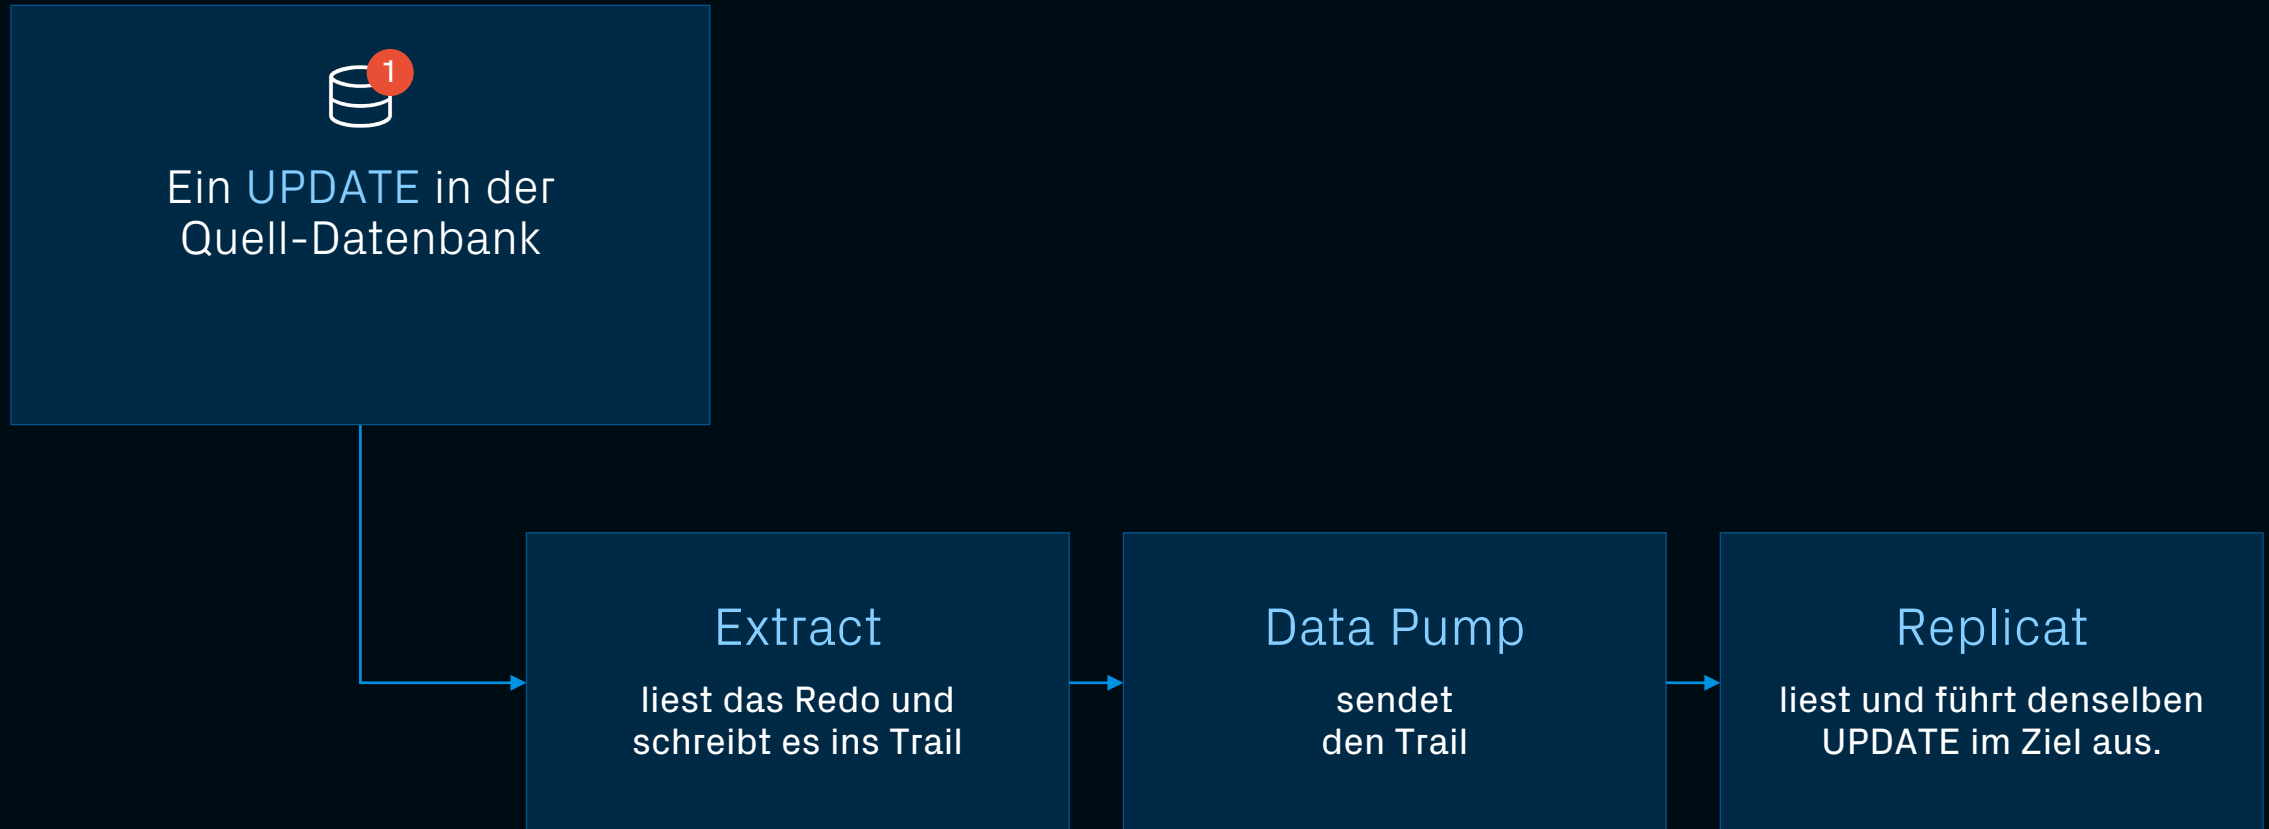 1
Ein UPDATE in der
Quell-Datenbank
Extract
liest das Redo und
schreibt es ins Trail
Data Pump
sendet
den Trail
Replicat
liest und führt denselben
UPDATE im Ziel aus.